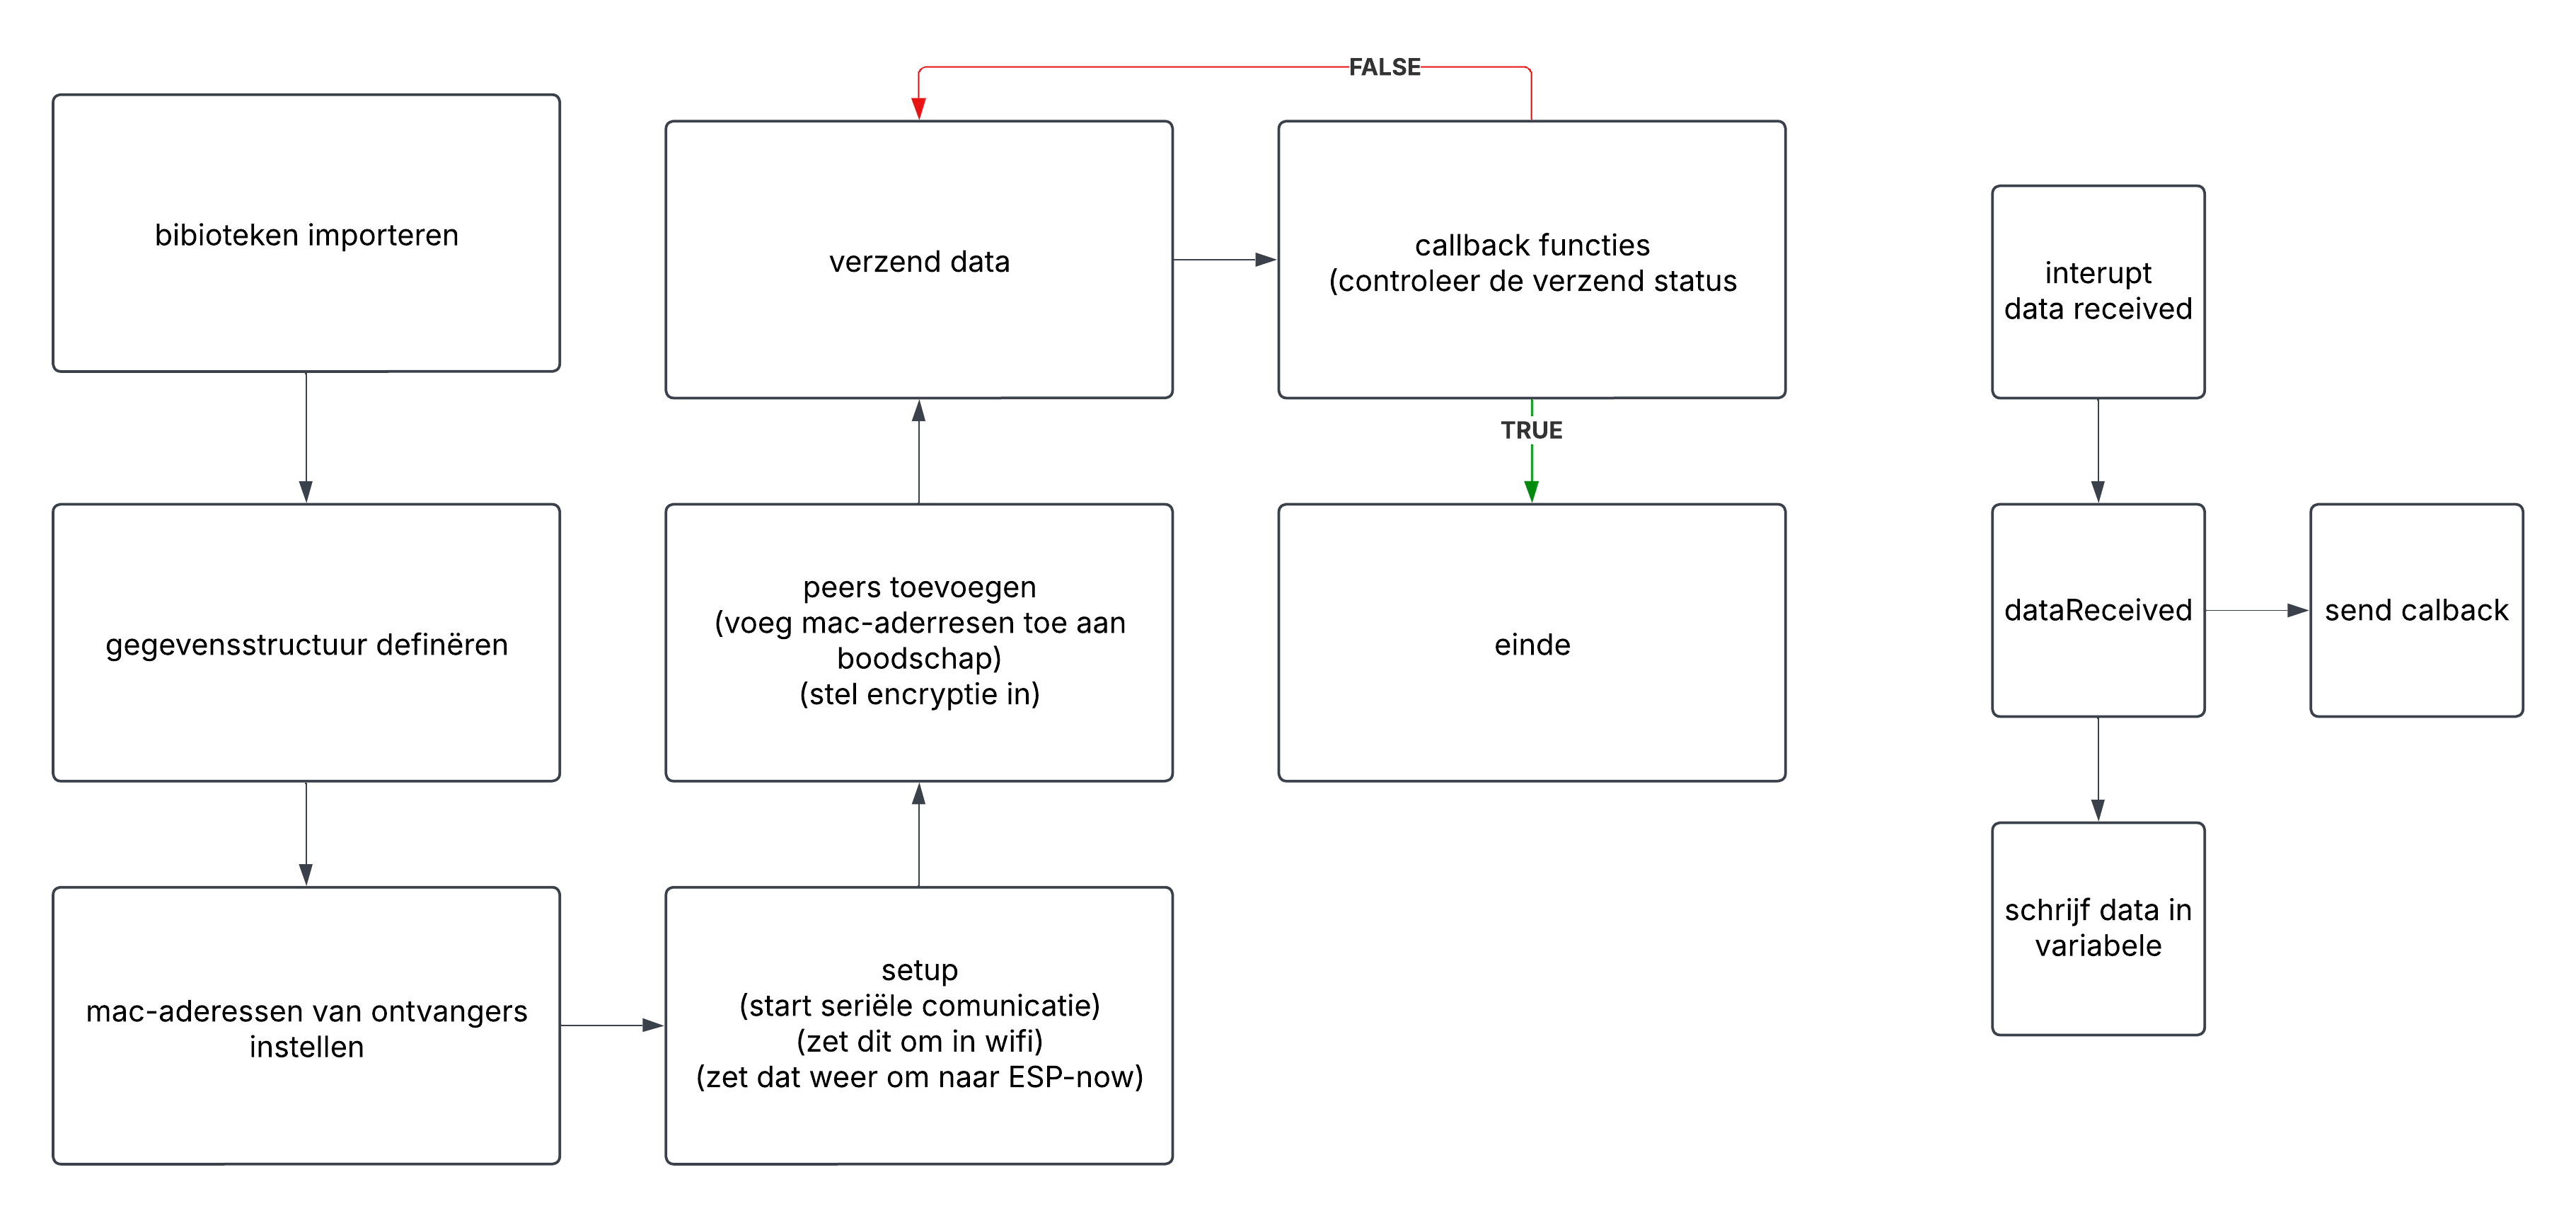 bibioteken importeren
gegevensstructuur definëren
mac-aderessen van ontvangers
instellen
setup
(start seriële comunicatie)
(zet dit om in wifi)
(zet dat weer om naar ESP-now)
peers toevoegen
(voeg mac-aderresen toe aan
boodschap)
(stel encryptie in)
verzend data
FALSE
callback functies
(controleer de verzend status
TRUE
einde
interupt
data received
dataReceived
send calback
schrijf data in
variabele